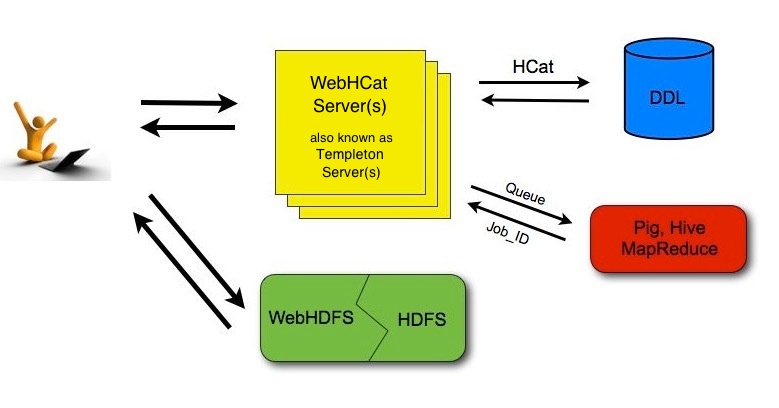 WebHCat
Server(s)
also known as
Templeton
Server(s)
HCat
DDL
Queue
Job_ID
Pig, Hive
MapReduce
WebHDFS
HDFS